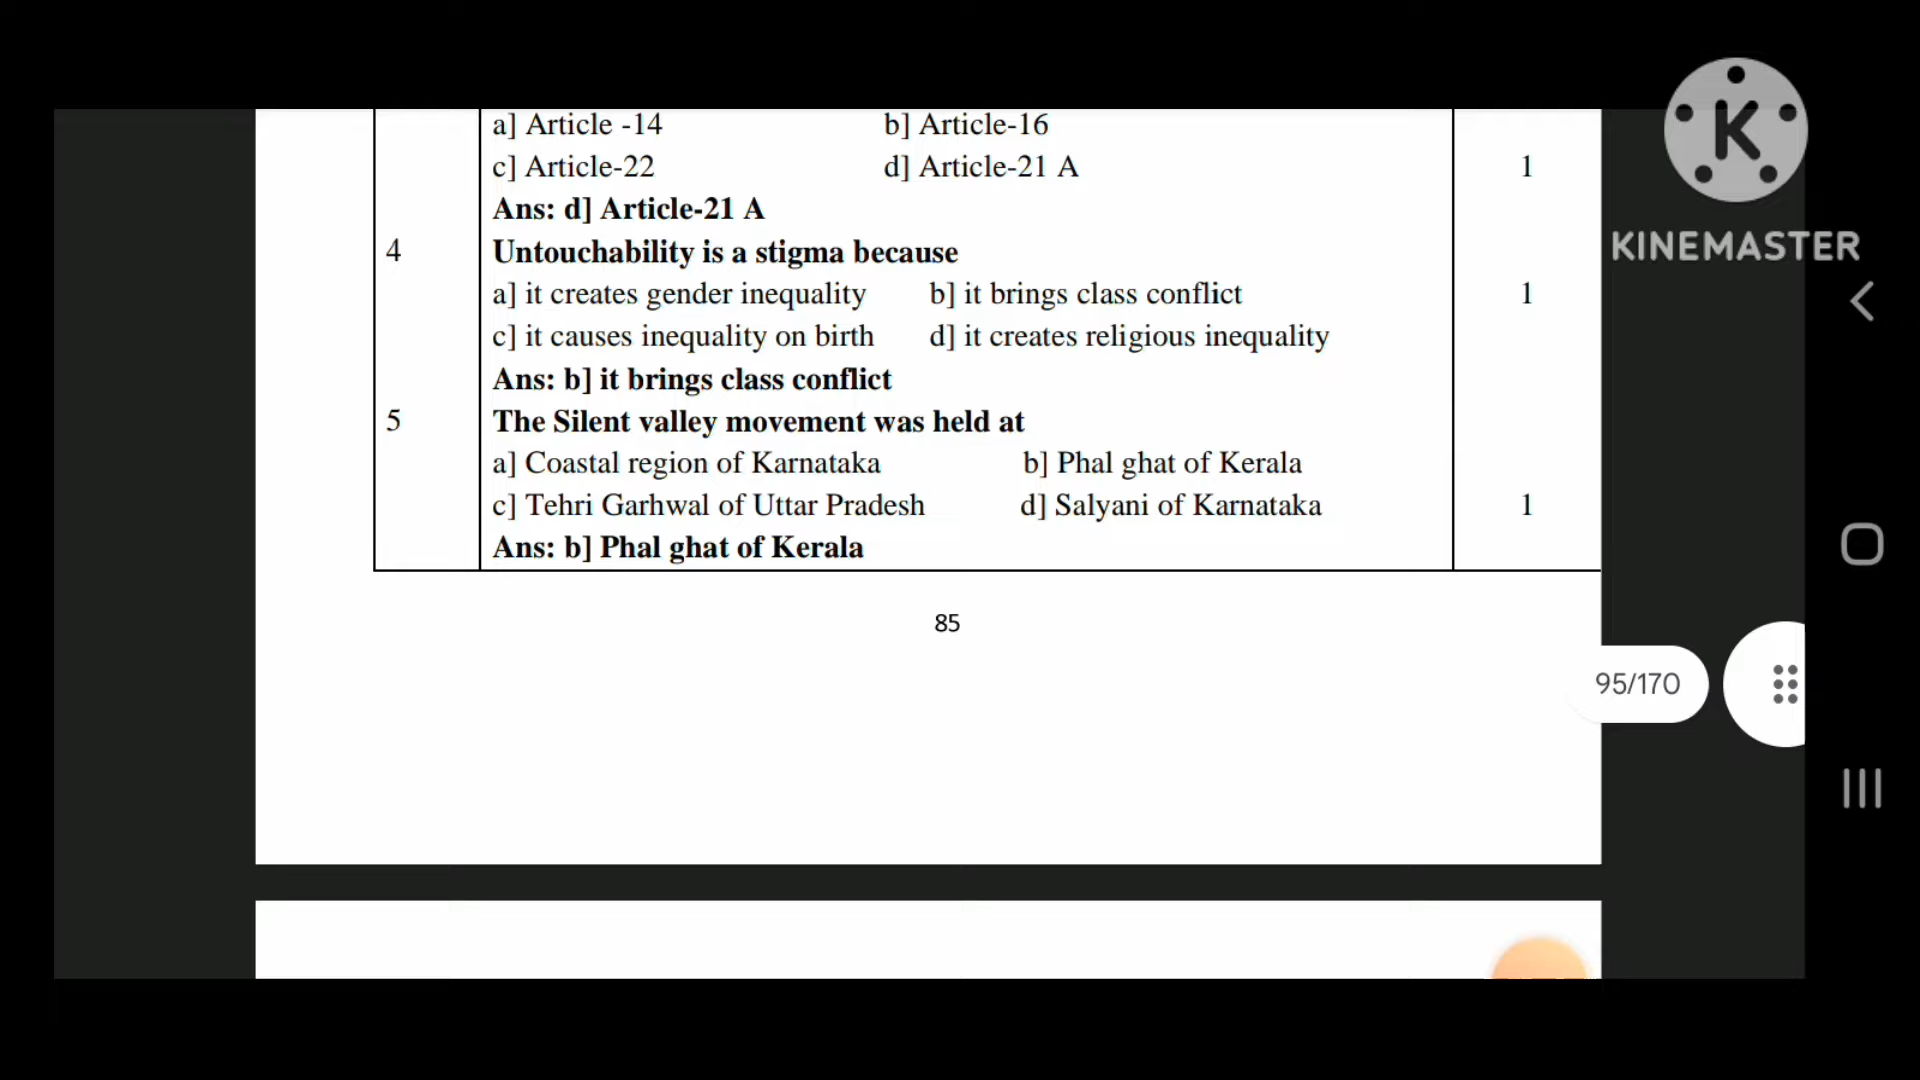 a] Article -14 b] Article-16
c] Article-22 d] Article-21 A 1
Ans: d] Article-21 A
4 Untouchability is a stigma because
a] it creates gender inequality b] it brings class conflict 1
c] it causes inequality on birth d] it creates religious inequality
Ans: b] it brings class conflict
5 The Silent valley movement was held at
a] Coastal region of Karnataka b] Phal ghat of Kerala
c] Tehri Garhwal of Uttar Pradesh d] Salyani of Karnataka 1
Ans: b] Phal ghat of Kerala
85
95/170
K
KINEMASTER